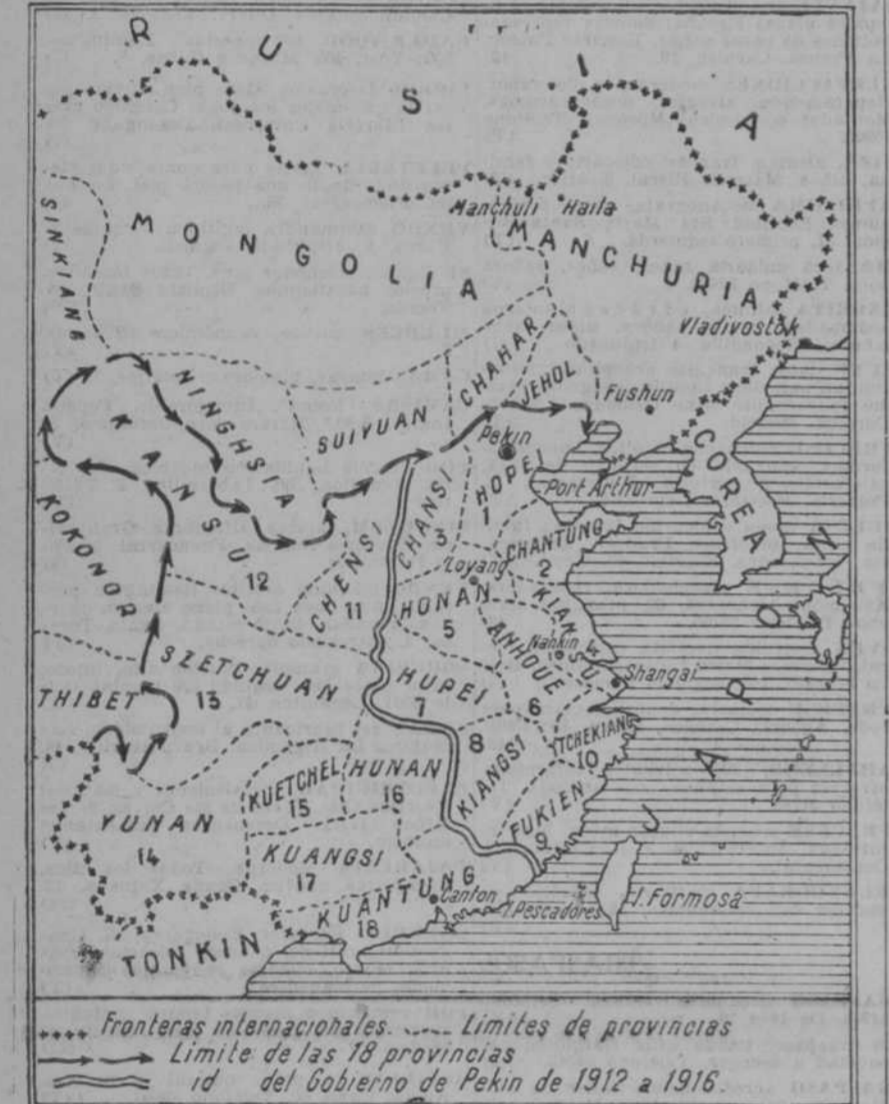 RUSIA
SINKIANG
MONGOLIA
Manchuli Haila
MANCHURIA
Vladivostok
NINGHSIA
SUIYUAN
CHAHAR
JEHOL
Fushun
KANSU
Pekin
HOPEI
1
Port Arthur
COREA
KOKONOR
CHANSI
3
CHANTUNG
2
12
CHENSI
11
Loyang
HONAN
5
KIANGSU
4
ANHOUE
6
Nankin
Shangai
JAPON
SZETCHUAN
13
THIBET
HUPEI
7
8
KIANGSI
TCHEKIANG
10
YUNAN
14
KUETCHEL
15
HUNAN
16
FUKIEN
9
KUANGSI
17
KUANTUNG
18
Canton
I.Pescadores
I.Formosa
TONKIN
Fronteras internacionales. Limites de provincias
Limite de las 18 provincias
id del Gobierno de Pekin de 1912 a 1916.